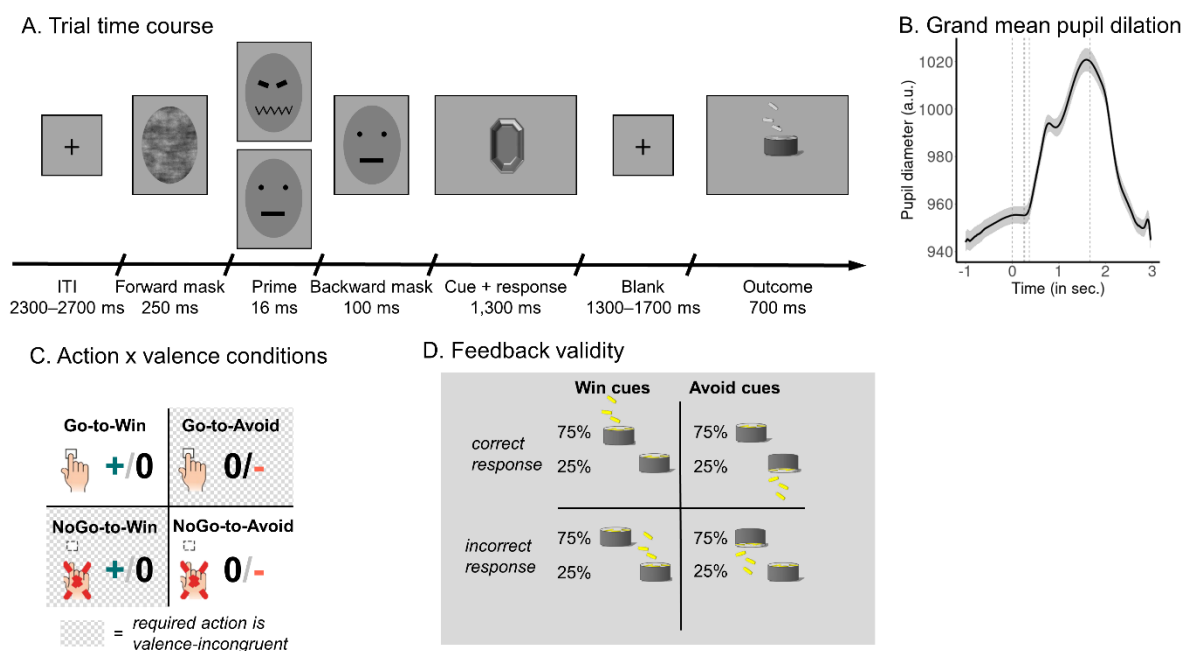 A. Trial time course
ITI
2300–2700 ms
Forward mask
250 ms
Prime
16 ms
Backward mask
100 ms
Cue + response
1,300 ms
Blank
1300–1700 ms
Outcome
700 ms
B. Grand mean pupil dilation
Pupil diameter (a.u.)
1020
1000
980
960
940
-1 0 1 2 3
Time (in sec.)
C. Action x valence conditions
Go-to-Win
+/0
Go-to-Avoid
0/-
NoGo-to-Win
+/0
NoGo-to-Avoid
0/-
= required action is
valence-incongruent
D. Feedback validity
Win cues
Avoid cues
correct
response
75%
25%
75%
25%
incorrect
response
75%
25%
75%
25%